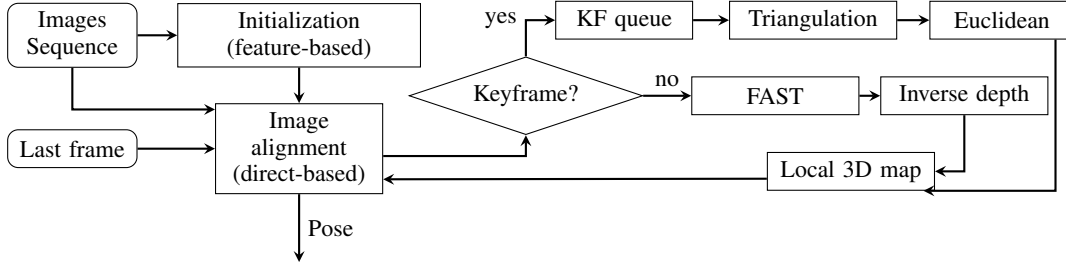 Images
Sequence
Initialization
(feature-based)
yes
KF queue
Triangulation
Euclidean
Keyframe?
no
FAST
Inverse depth
Last frame
Image
alignment
(direct-based)
Local 3D map
Pose